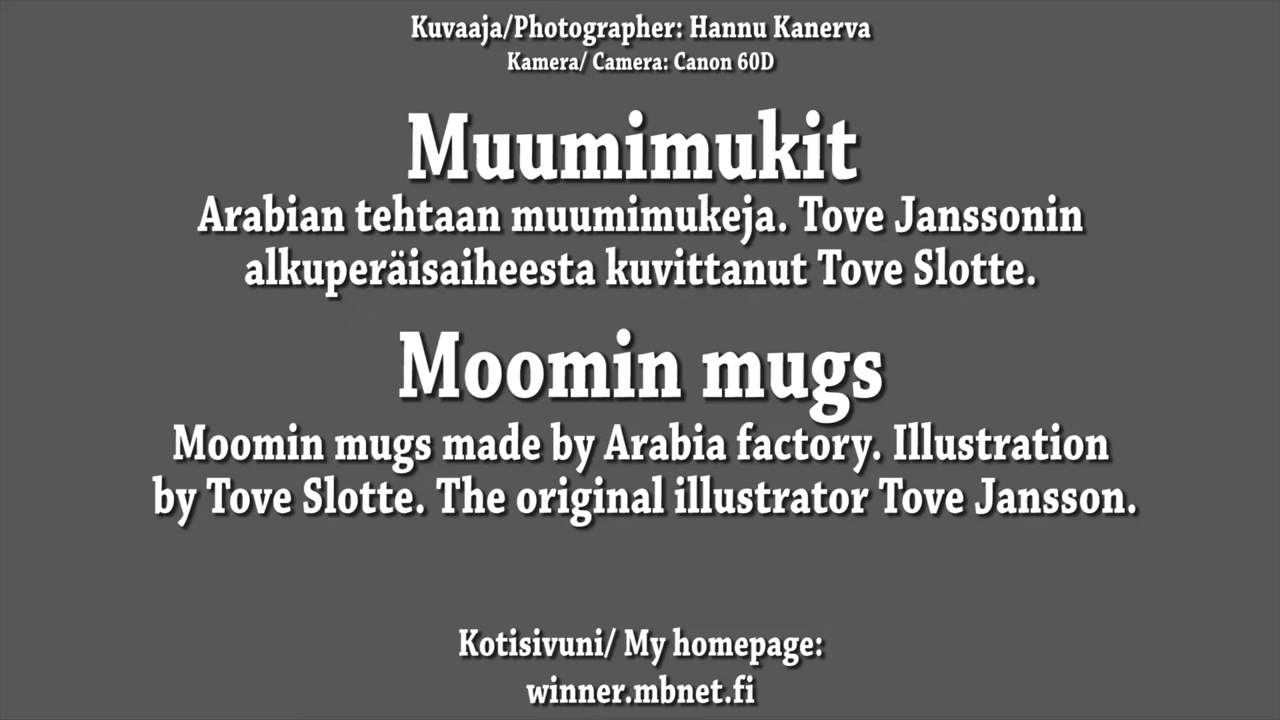 Kuvaaja/Photographer: Hannu Kanerva
Kamera/ Camera: Canon 60D
Muumimukit
Arabian tehtaan muumimukeja. Tove Janssonin
alkuperäisaiheesta kuvittanut Tove Slotte.
Moomin mugs
Moomin mugs made by Arabia factory. Illustration
by Tove Slotte. The original illustrator Tove Jansson.
Kotisivuni/ My homepage:
winner.mbnet.fi